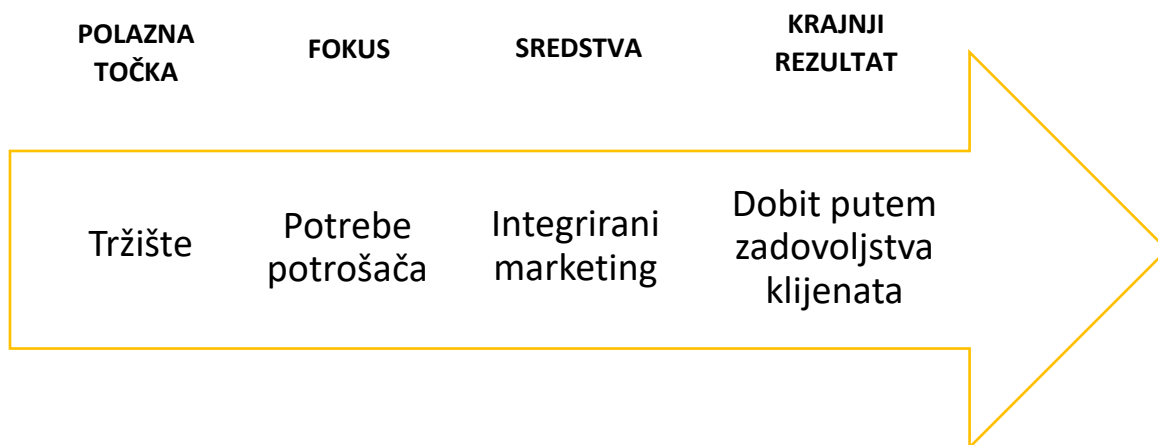 POLAZNA
TOČKA
FOKUS
SREDSTVA
KRAJNJI
REZULTAT
Tržište
Potrebe
potrošača
Integrirani
marketing
Dobit putem
zadovoljstva
klijenata